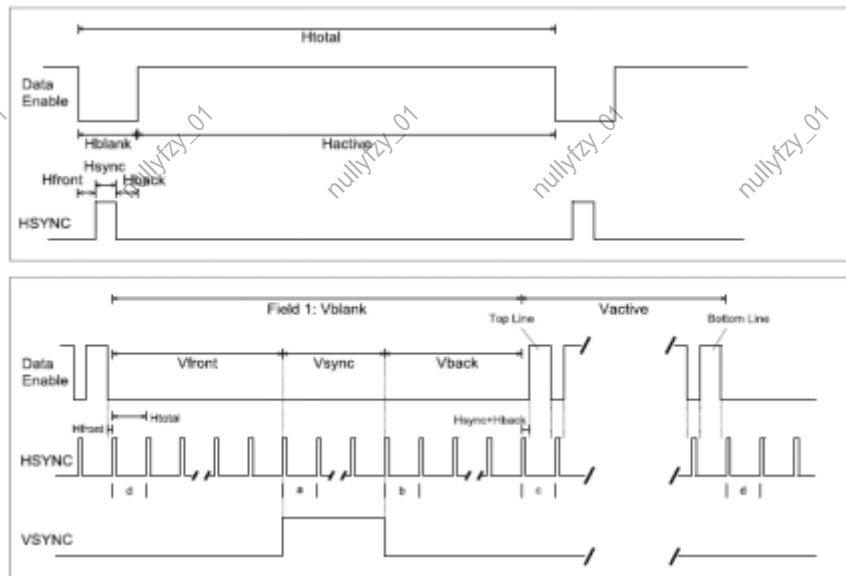 Htotal
Data
Enable
Hblank
Hactive
Hsync
Hfront
Hback
HSYNC
nullyfzy_01
nullyfzy_01
nullyfzy_01
nullyfzy_01
Field 1: Vblank
Vactive
Top Line
Bottom Line
Data
Enable
Vfront
Vsync
Vback
Hfront
Htotal
Hsync+Hback
HSYNC
d
a
b
c
d
VSYNC